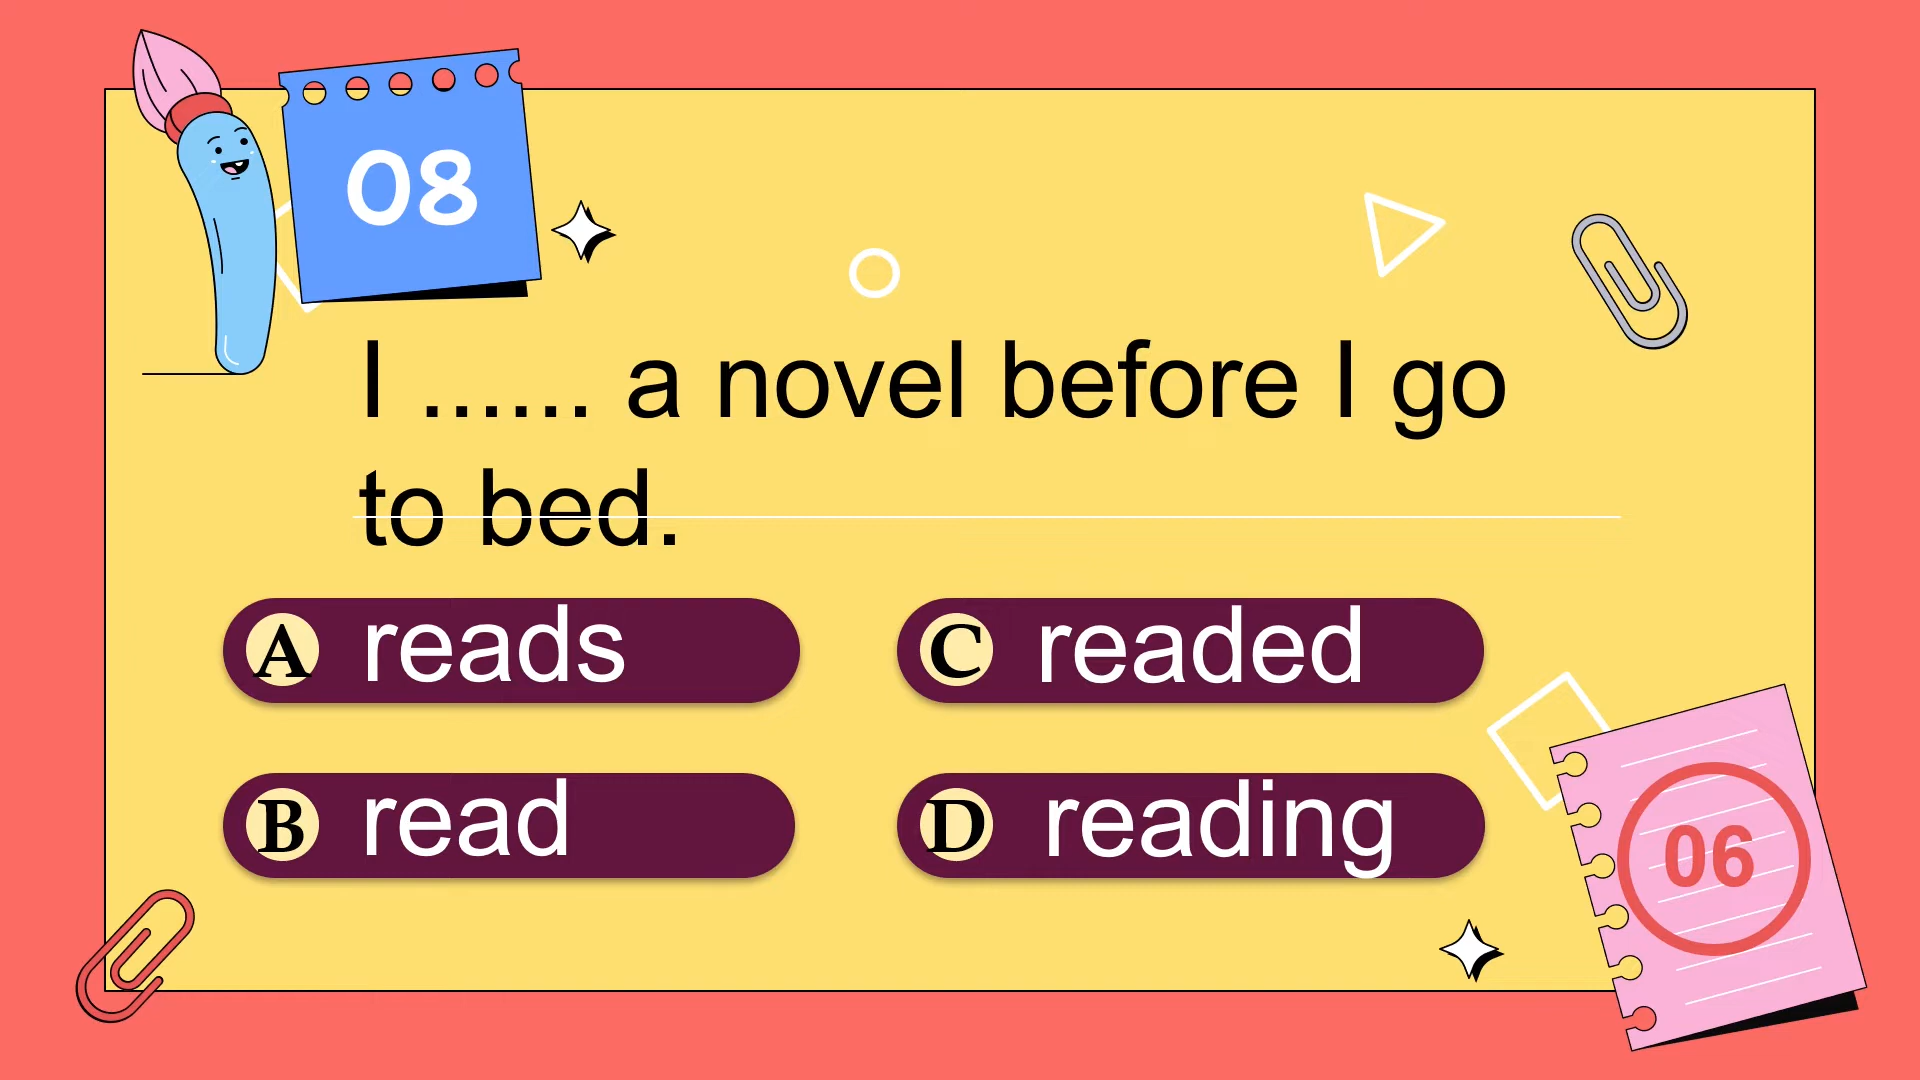 08
I ...... a novel before I go
to bed.
A reads
C readed
B read
D reading
06